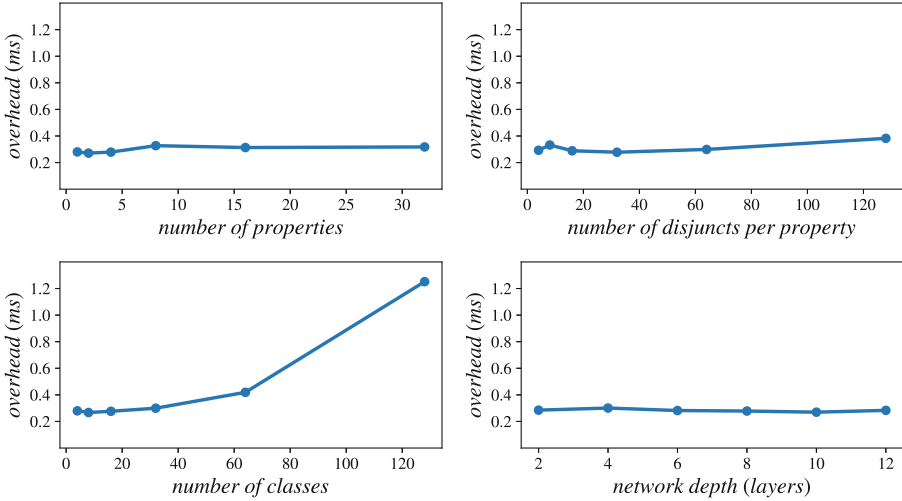 1.2
1.0
0.8
0.6
0.4
0.2
overhead (ms)
0 5 10 15 20 25 30
number of properties
1.2
1.0
0.8
0.6
0.4
0.2
overhead (ms)
0 20 40 60 80 100 120
number of disjuncts per property
1.2
1.0
0.8
0.6
0.4
0.2
overhead (ms)
0 20 40 60 80 100 120
number of classes
1.2
1.0
0.8
0.6
0.4
0.2
overhead (ms)
2 4 6 8 10 12
network depth (layers)